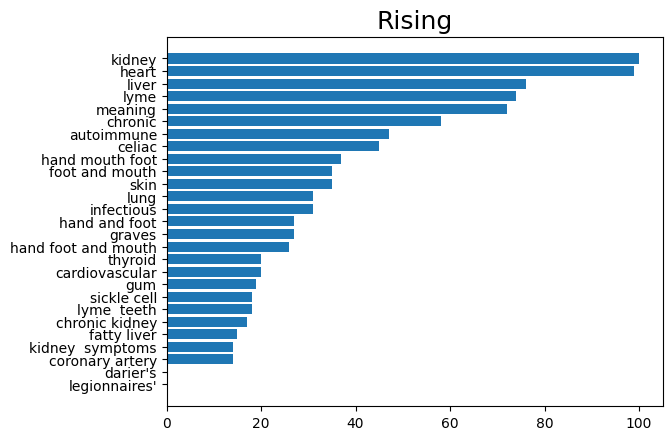 Rising
kidney
heart
liver
lyme
meaning
chronic
autoimmune
celiac
hand mouth foot
foot and mouth
skin
lung
infectious
hand and foot
graves
hand foot and mouth
thyroid
cardiovascular
gum
sickle cell
lyme  teeth
chronic kidney
fatty liver
kidney  symptoms
coronary artery
darier's
legionnaires'
0 20 40 60 80 100